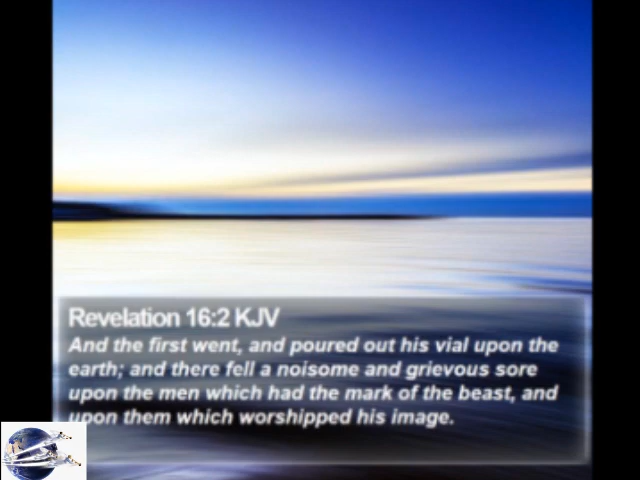 Revelation 16:2 KJV
And the first went, and poured out his vial upon the
earth; and there fell a noisome and grievous sore
upon the men which had the mark of the beast, and
upon them which worshipped his image.